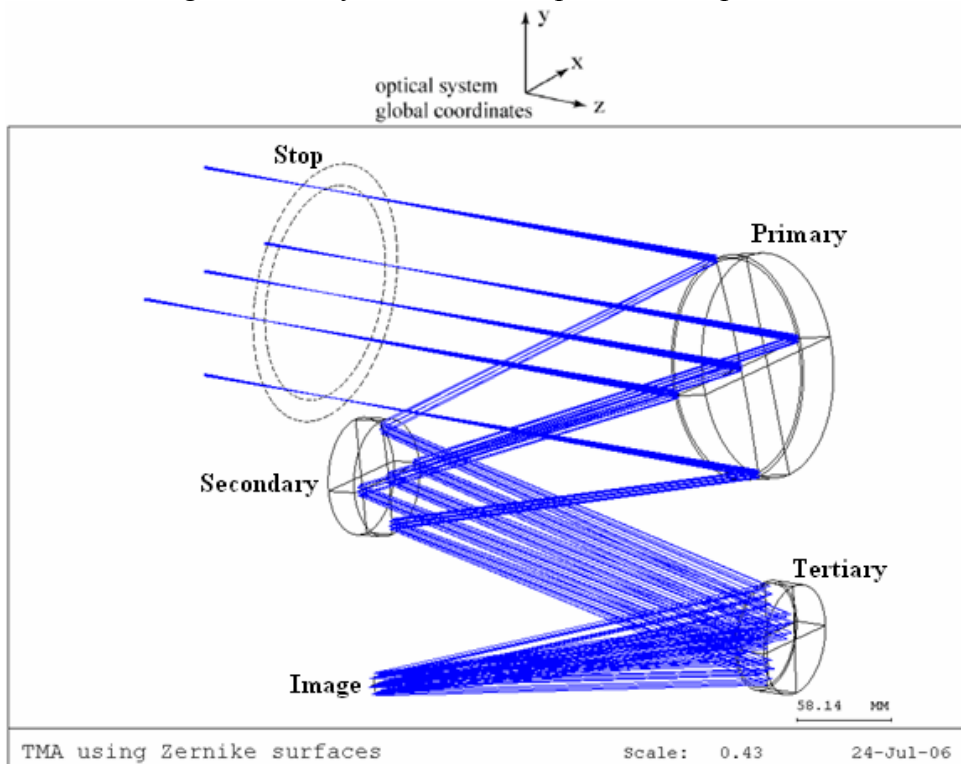 y
x
optical system
global coordinates
z
Stop
Primary
Secondary
Tertiary
Image
58.14 MM
TMA using Zernike surfaces Scale: 0.43 24-Jul-06